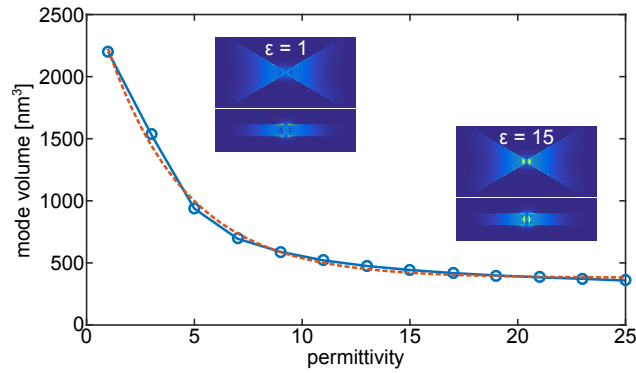 2500
2000
1500
1000
500
0
mode volume [nm³]
ε = 1
ε = 15
0 5 10 15 20 25
permittivity